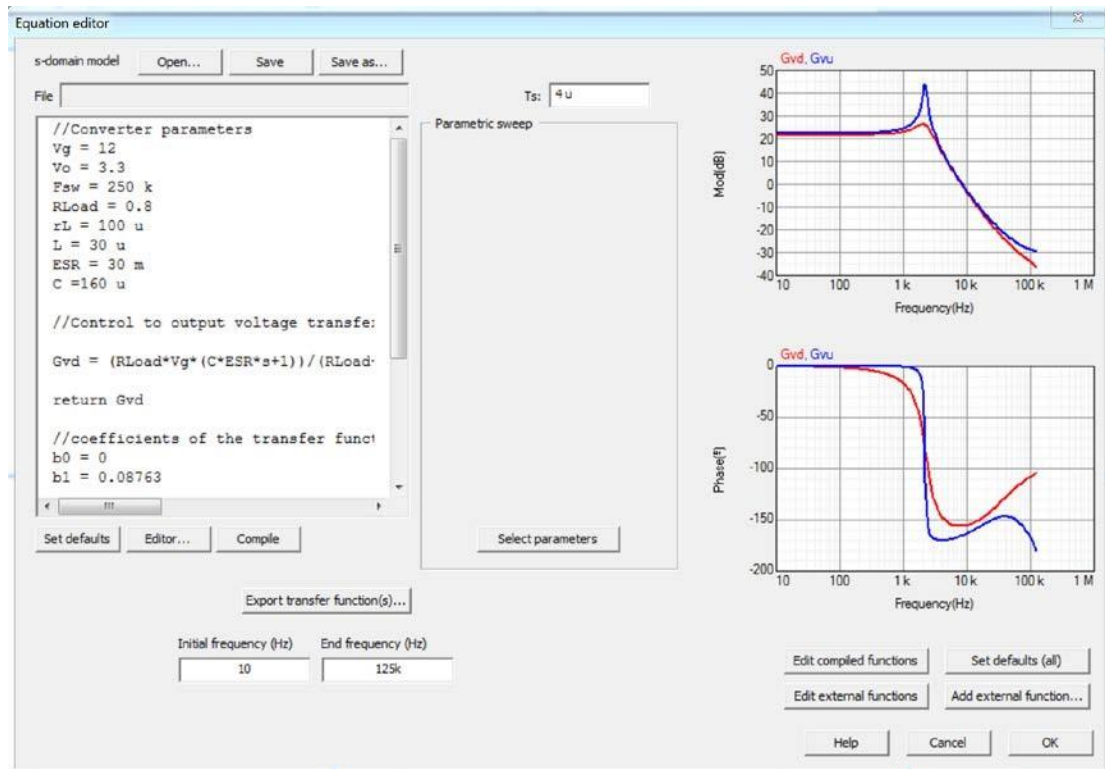 Equation editor
s-domain model Open... Save Save as...
File
Ts: 4 u
//Converter parameters
Vg = 12
Vo = 3.3
Fsw = 250 k
RLoad = 0.8
rL = 100 u
L = 30 u
ESR = 30 m
C =160 u
//Control to output voltage transfe
Gvd = (RLoad*Vg*(C*ESR*s+1))/(RLoad
return Gvd
//coefficients of the transfer funct
b0 = 0
b1 = 0.08763
Set defaults Editor... Compile
Parametric sweep
Select parameters
Export transfer function(s)...
Initial frequency (Hz) End frequency (Hz)
10 125k
Gvd, Gvu
50
40
30
20
10
0
-10
-20
-30
-40
Mod(dB)
10 100 1 k 10 k 100 k 1 M
Frequency(Hz)
Gvd, Gvu
0
-50
-100
-150
-200
Phase(º)
10 100 1 k 10 k 100 k 1 M
Frequency(Hz)
Edit compiled functions Set defaults (all)
Edit external functions Add external function...
Help Cancel OK